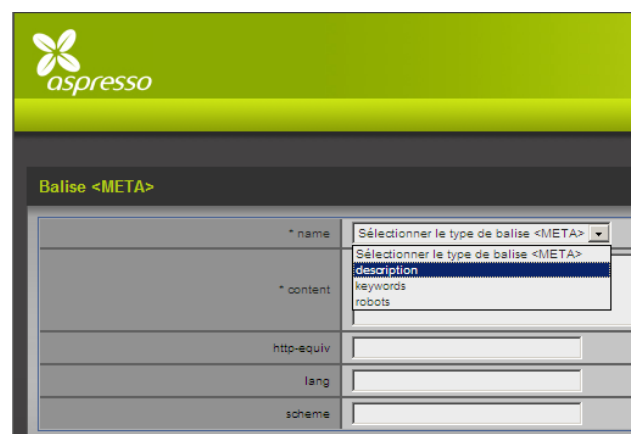 aspresso
Balise <META>
* name
Sélectionner le type de balise <META>
Sélectionner le type de balise <META>
description
* content
keywords
robots
http-equiv
lang
scheme